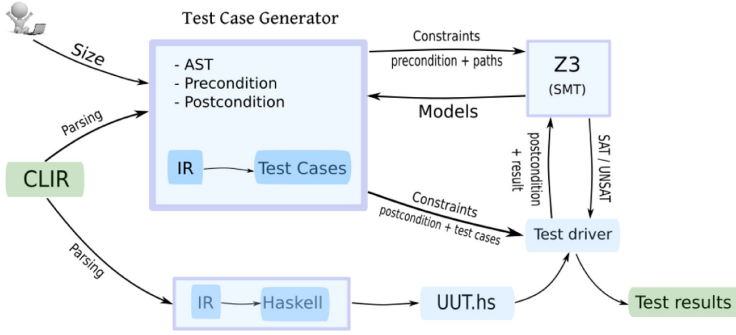 Test Case Generator
Size
- AST
- Precondition
- Postcondition
IR
Test Cases
Constraints
precondition + paths
Models
Z3
(SMT)
Parsing
CLIR
Parsing
Constraints
postcondition + test cases
postcondition
+ result
SAT / UNSAT
Test driver
IR
Haskell
UUT.hs
Test results